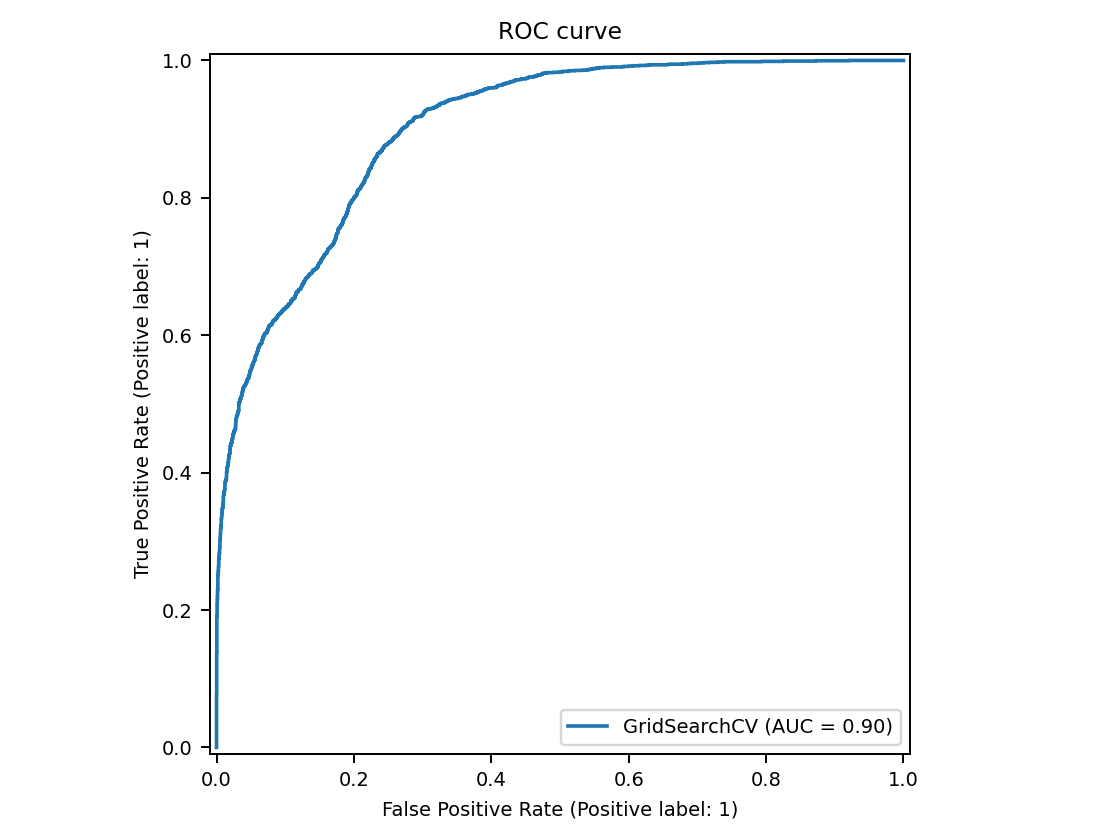 ROC curve
1.0
0.8
0.6
0.4
0.2
0.0
True Positive Rate (Positive label: 1)
GridSearchCV (AUC = 0.90)
0.0 0.2 0.4 0.6 0.8 1.0
False Positive Rate (Positive label: 1)